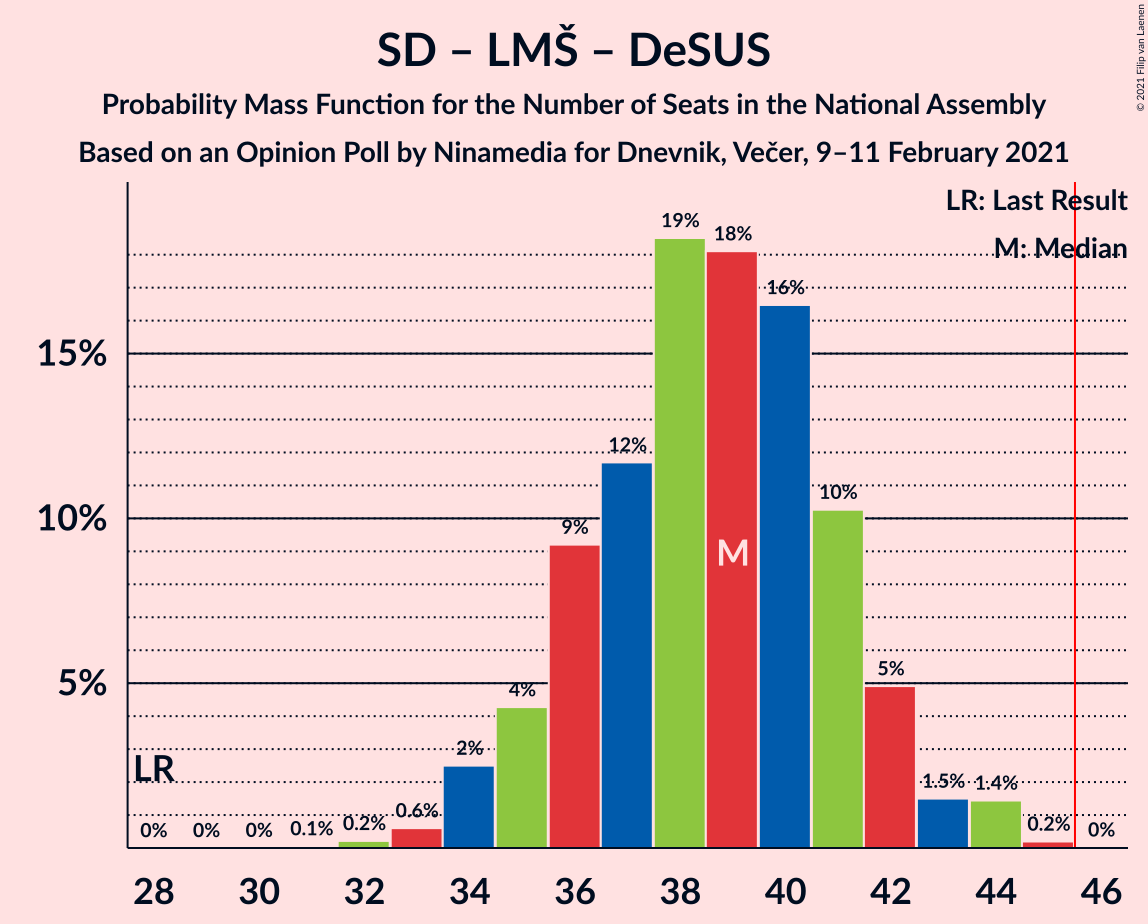 SD – LMŠ – DeSUS
Probability Mass Function for the Number of Seats in the National Assembly
Based on an Opinion Poll by Ninamedia for Dnevnik, Večer, 9–11 February 2021
© 2021 Filip van Laenen
LR: Last Result
M: Median
19%
18%
16%
15%
12%
10%
10%
9%
M
5%
5%
4%
2%
LR
1.5%
1.4%
0.6%
0.2%
0.2%
0% 0% 0% 0.1% 0%
28 30 32 34 36 38 40 42 44 46